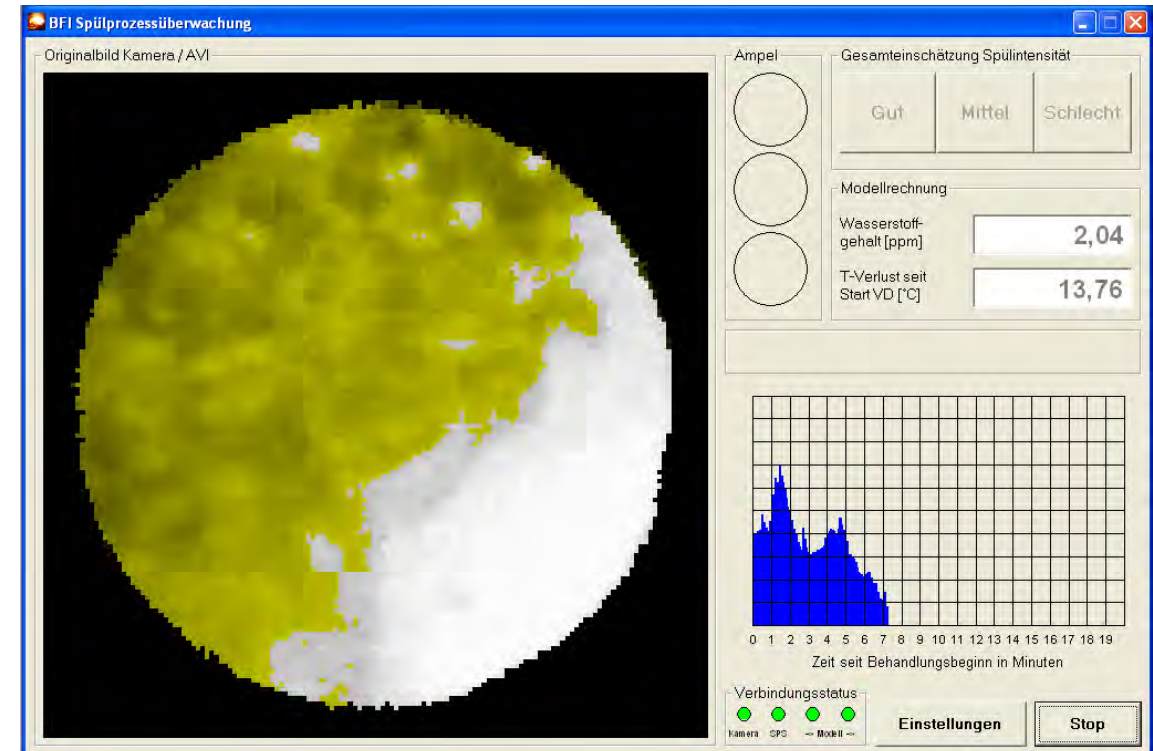 BFI Spülprozessüberwachung
Originalbild Kamera / AVI
Ampel
Gesamteinschätzung Spülintensität
Gut Mittel Schlecht
Modellrechnung
Wasserstoff-
gehalt [ppm]
2,04
T-Verlust seit
Start VD [°C]
13,76
0 1 2 3 4 5 6 7 8 9 10 11 12 13 14 15 16 17 18 19
Zeit seit Behandlungsbeginn in Minuten
Verbindungsstatus
Kamera SPS -- Modell --
Einstellungen
Stop